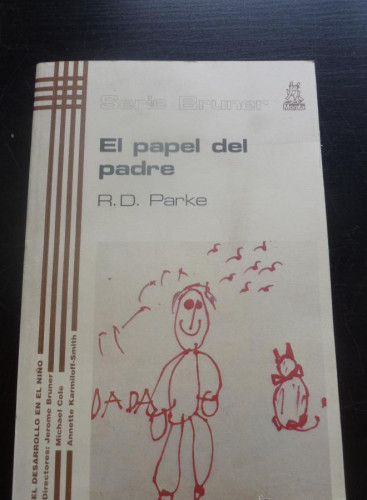 Serie Bruner
Morata
El papel del
padre
R.D. Parke
DADA
EL DESARROLLO EN EL NIÑO
Directores: Jerome Bruner
Michael Cole
Annette Karmiloff-Smith